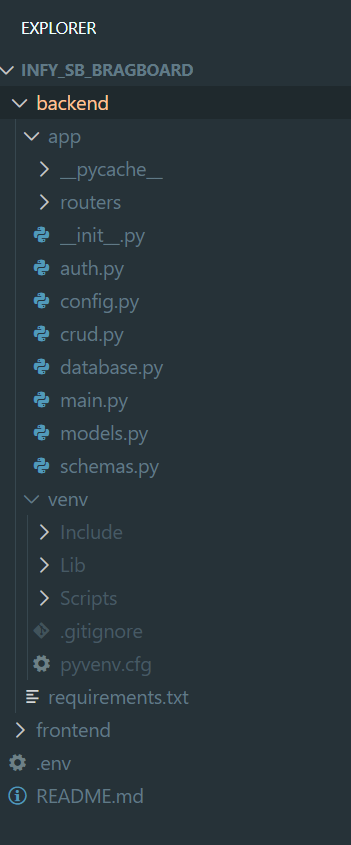 EXPLORER
INFY_SB_BRAGBOARD
backend
app
__pycache__
routers
__init__.py
auth.py
config.py
crud.py
database.py
main.py
models.py
schemas.py
venv
Include
Lib
Scripts
.gitignore
pyvenv.cfg
requirements.txt
frontend
.env
README.md